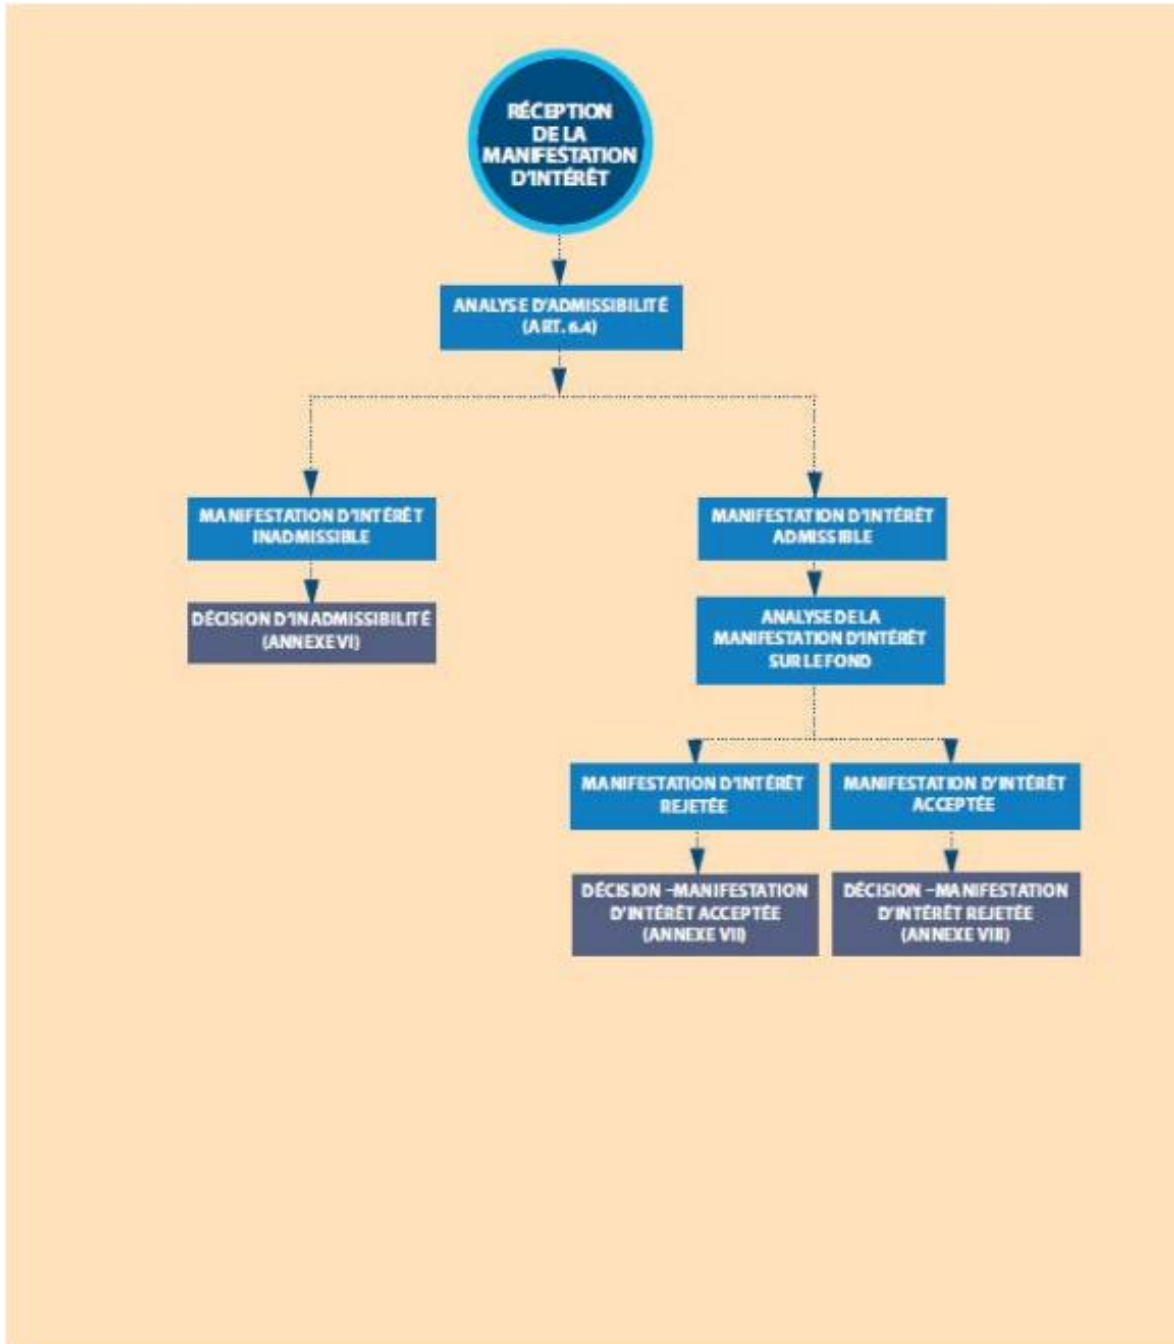 RÉCEPTION
DE LA
MANIFESTATION
D'INTÉRÊT
ANALYSE D'ADMISSIBILITÉ
(ART. 6.4)
MANIFESTATION D'INTÉRÊT
INADMISSIBLE
DÉCISION D'INADMISSIBILITÉ
(ANNEXE VI)
MANIFESTATION D'INTÉRÊT
ADMISSIBLE
ANALYSE DE LA
MANIFESTATION D'INTÉRÊT
SUR LE FOND
MANIFESTATION D'INTÉRÊT
REJETÉE
DÉCISION –MANIFESTATION
D'INTÉRÊT ACCEPTÉE
(ANNEXE VII)
MANIFESTATION D'INTÉRÊT
ACCEPTÉE
DÉCISION –MANIFESTATION
D'INTÉRÊT REJETÉE
(ANNEXE VIII)